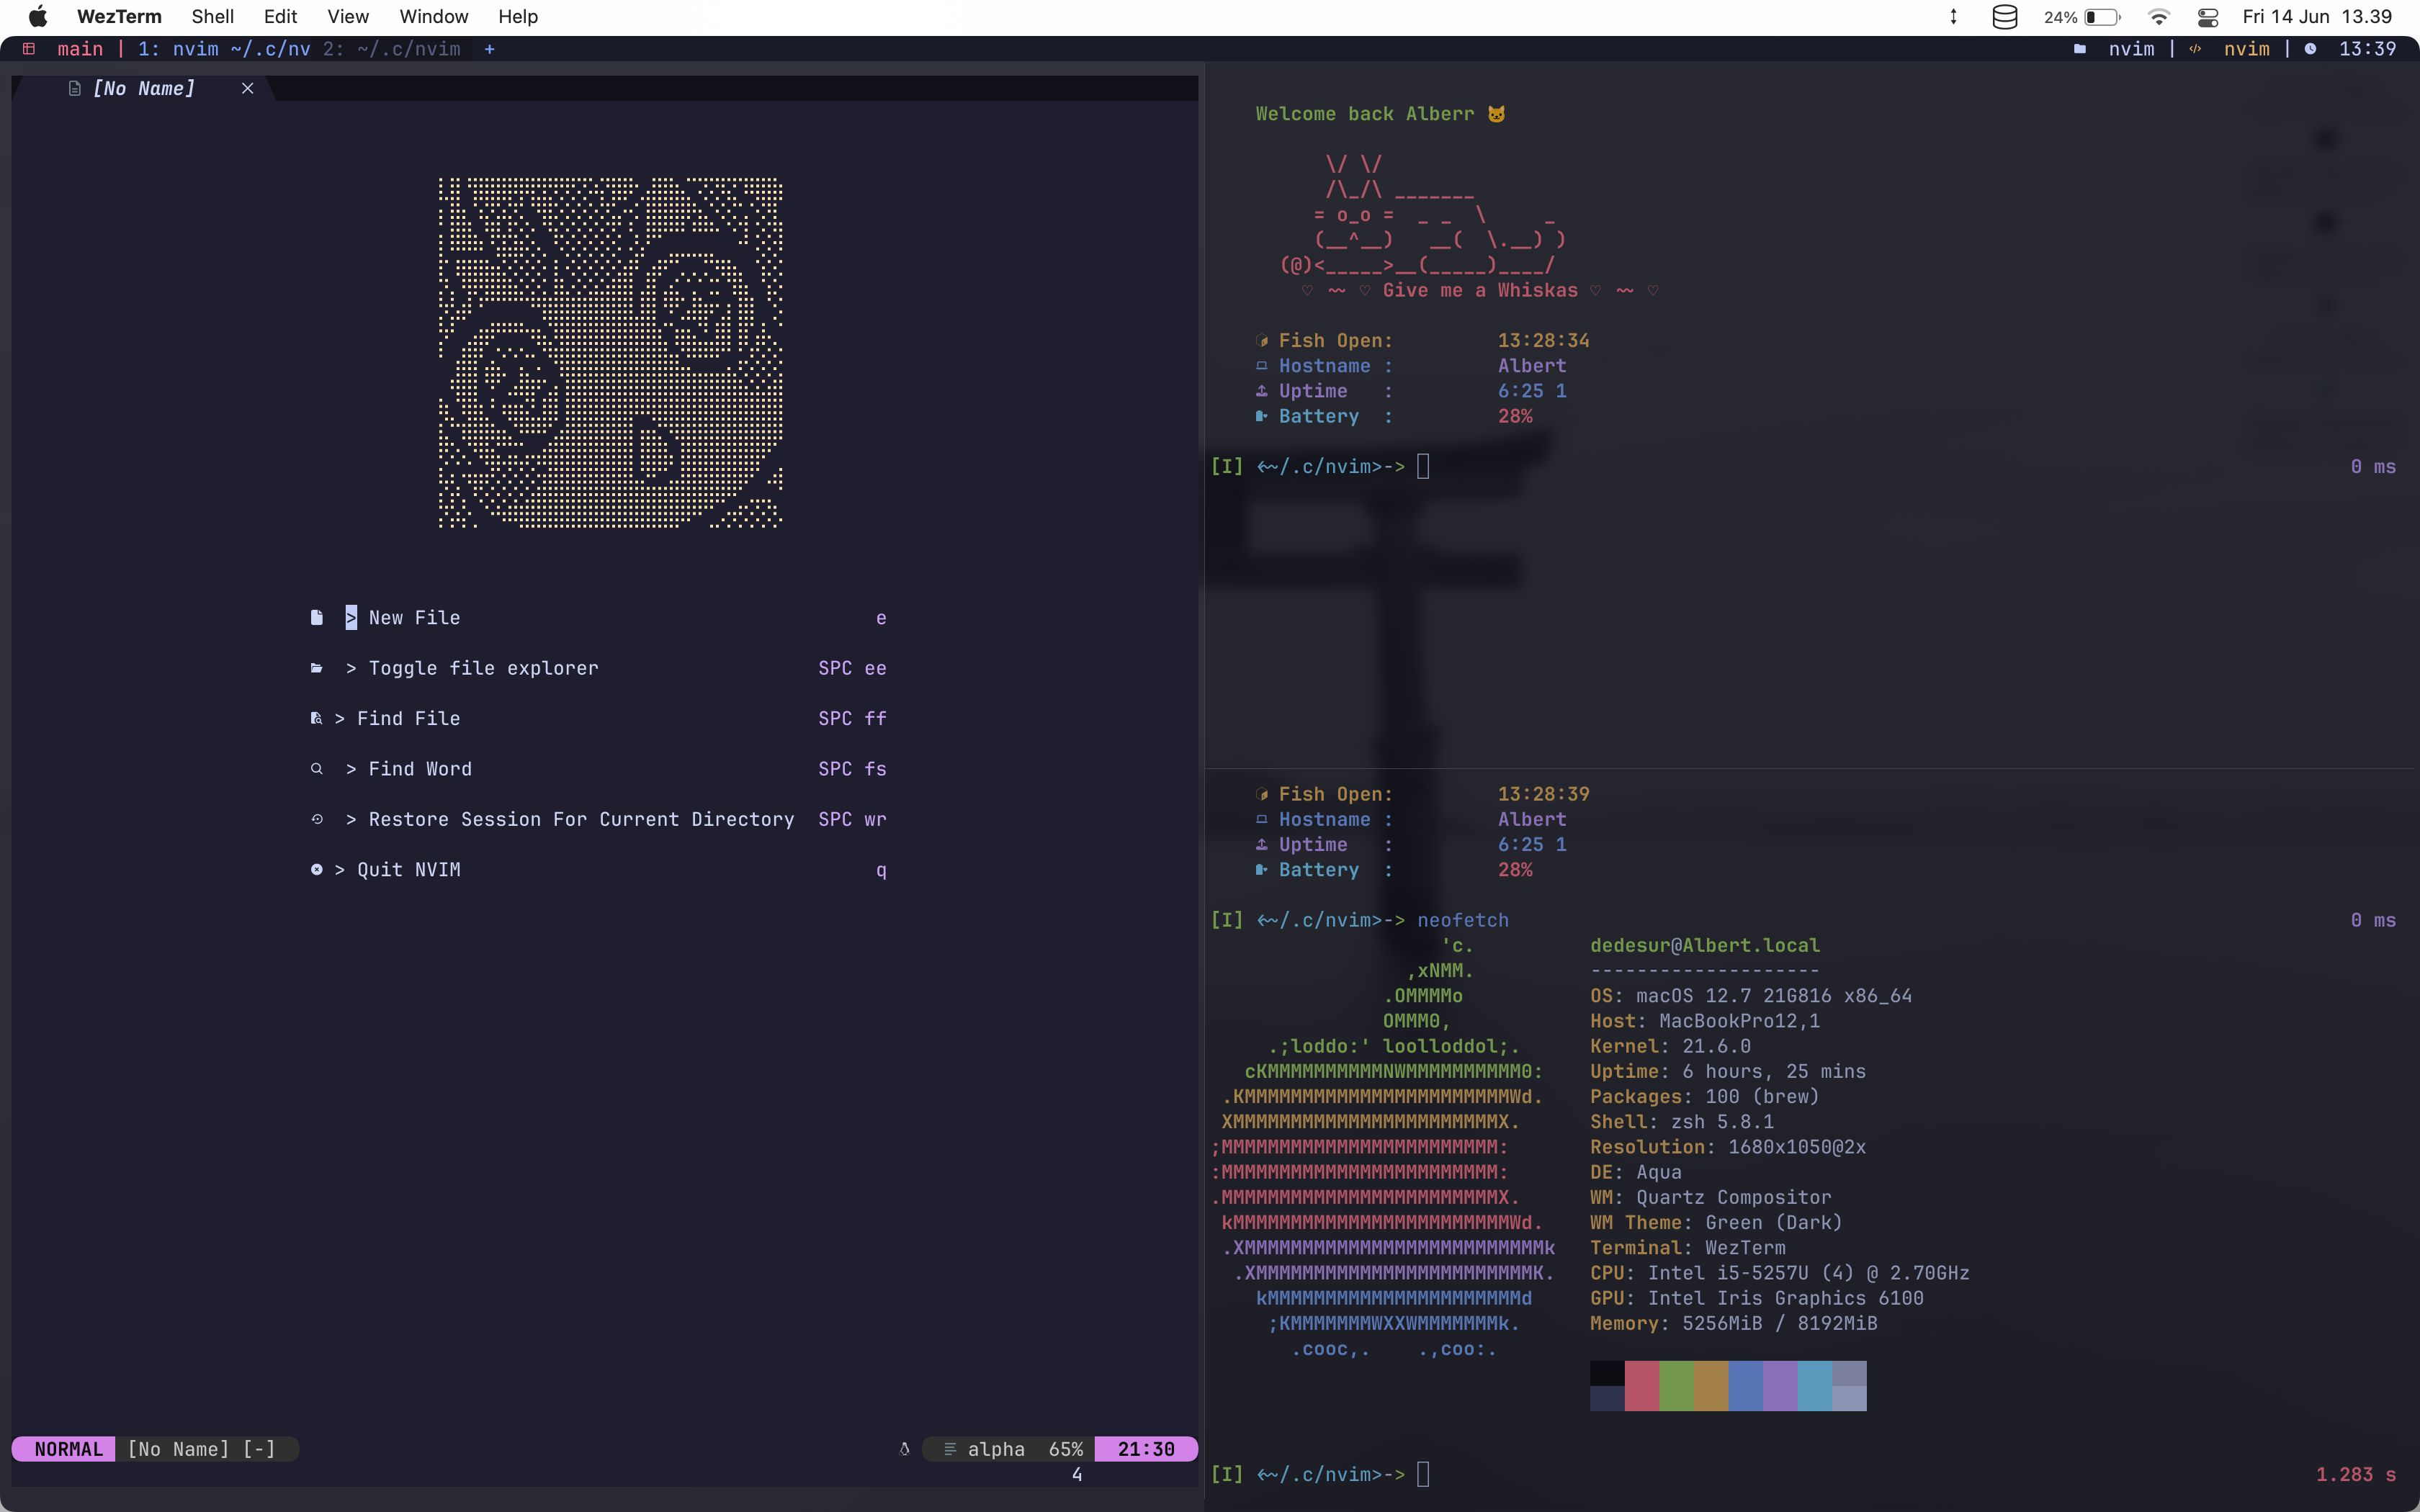 WezTerm Shell Edit View Window Help 24% Fri 14 Jun 13.39
main | 1: nvim ~/.c/nv 2: ~/.c/nvim + nvim | nvim | 13:39
[No Name]
> New File e
> Toggle file explorer SPC ee
> Find File SPC ff
> Find Word SPC fs
> Restore Session For Current Directory SPC wr
> Quit NVIM q
NORMAL [No Name] [-] alpha 65% 21:30
4
Welcome back Alberr
\/ \/
/\_/\ _______
= o_o =  _ _  \     _
(__^__)   __(  \.__) )
(@)<_____>__(_____)____/
♡ ~~ ♡ Give me a Whiskas ♡ ~~ ♡
Fish Open: 13:28:34
Hostname : Albert
Uptime : 6:25 1
Battery : 28%
[I] <~/.c/nvim>-> 0 ms
Fish Open: 13:28:39
Hostname : Albert
Uptime : 6:25 1
Battery : 28%
[I] <~/.c/nvim>-> neofetch 0 ms
'c. dedesur@Albert.local
,xNMM. --------------------
.OMMMMo OS: macOS 12.7 21G816 x86_64
OMMM0, Host: MacBookPro12,1
.;loddo:' loolloddol;. Kernel: 21.6.0
cKMMMMMMMMMMNWMMMMMMMMMM0: Uptime: 6 hours, 25 mins
.KMMMMMMMMMMMMMMMMMMMMMMMWd. Packages: 100 (brew)
XMMMMMMMMMMMMMMMMMMMMMMMX. Shell: zsh 5.8.1
;MMMMMMMMMMMMMMMMMMMMMMMM: Resolution: 1680x1050@2x
:MMMMMMMMMMMMMMMMMMMMMMMM: DE: Aqua
.MMMMMMMMMMMMMMMMMMMMMMMMX. WM: Quartz Compositor
kMMMMMMMMMMMMMMMMMMMMMMMMWd. WM Theme: Green (Dark)
.XMMMMMMMMMMMMMMMMMMMMMMMMMMk Terminal: WezTerm
.XMMMMMMMMMMMMMMMMMMMMMMMMK. CPU: Intel i5-5257U (4) @ 2.70GHz
kMMMMMMMMMMMMMMMMMMMMMMd GPU: Intel Iris Graphics 6100
;KMMMMMMMWXXWMMMMMMMk. Memory: 5256MiB / 8192MiB
.cooc,. .,coo:.
[I] <~/.c/nvim>-> 1.283 s